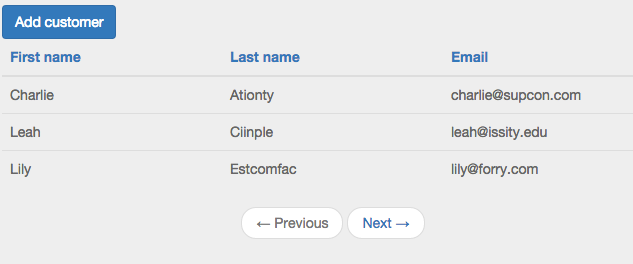 Add customer
First name Last name Email
Charlie Ationty charlie@supcon.com
Leah Ciinple leah@issity.edu
Lily Estcomfac lily@forry.com
← Previous Next →